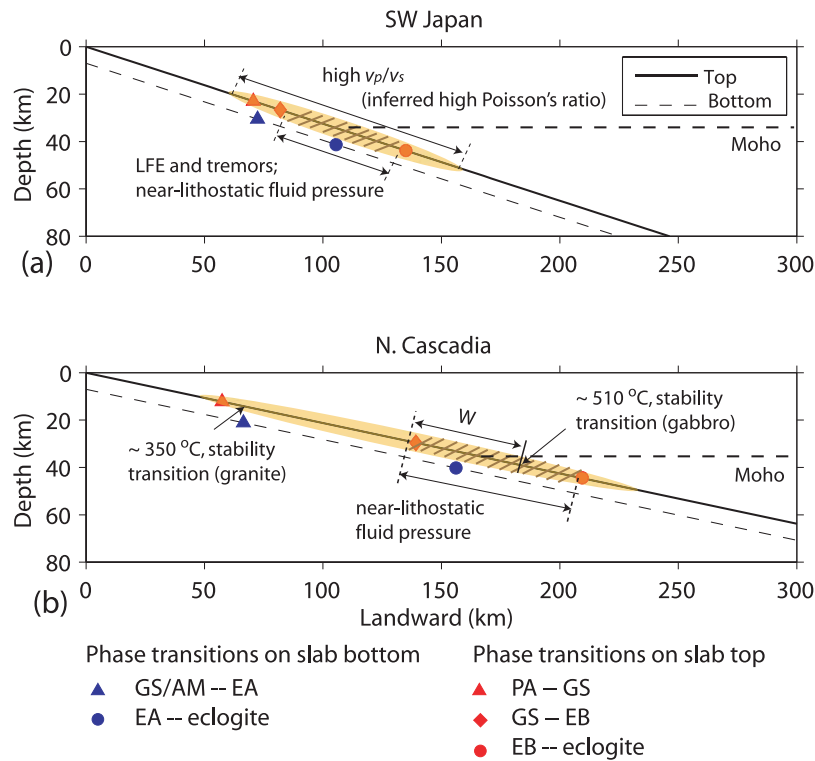 SW Japan
0
20
40
60
80
Depth (km)
high vp/vs
(inferred high Poisson's ratio)
Top
Bottom
Moho
LFE and tremors;
near-lithostatic
fluid pressure
(a)
0
50
100
150
200
250
300
N. Cascadia
0
20
40
60
80
Depth (km)
W
~ 510 °C, stability
transition (gabbro)
~ 350 °C, stability
transition (granite)
Moho
near-lithostatic
fluid pressure
(b)
0
50
100
150
200
250
300
Landward (km)
Phase transitions on slab bottom
GS/AM -- EA
EA -- eclogite
Phase transitions on slab top
PA – GS
GS – EB
EB -- eclogite